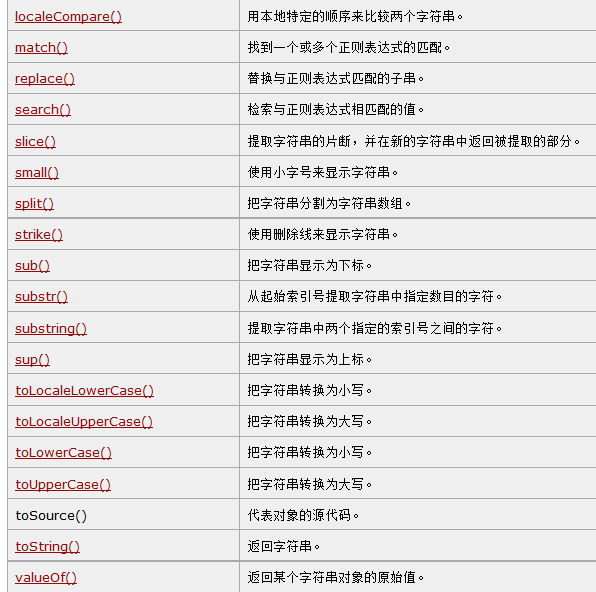 localeCompare() 用本地特定的顺序来比较两个字符串。
match() 找到一个或多个正则表达式的匹配。
replace() 替换与正则表达式匹配的子串。
search() 检索与正则表达式相匹配的值。
slice() 提取字符串的片断，并在新的字符串中返回被提取的部分。
small() 使用小字号来显示字符串。
split() 把字符串分割为字符串数组。
strike() 使用删除线来显示字符串。
sub() 把字符串显示为下标。
substr() 从起始索引号提取字符串中指定数目的字符。
substring() 提取字符串中两个指定的索引号之间的字符。
sup() 把字符串显示为上标。
toLocaleLowerCase() 把字符串转换为小写。
toLocaleUpperCase() 把字符串转换为大写。
toLowerCase() 把字符串转换为小写。
toUpperCase() 把字符串转换为大写。
toSource() 代表对象的源代码。
toString() 返回字符串。
valueOf() 返回某个字符串对象的原始值。